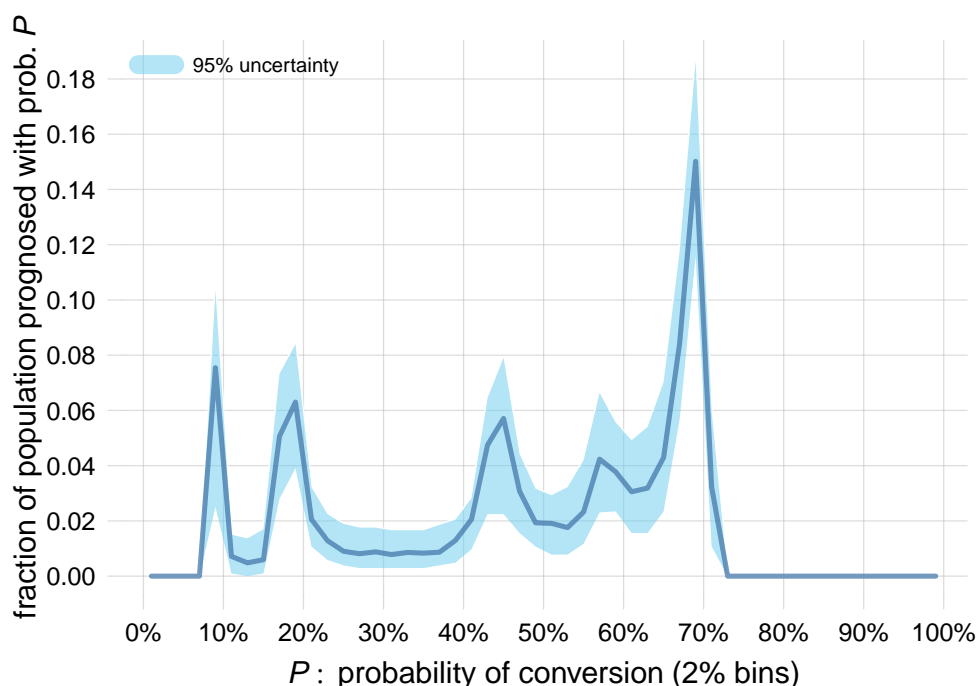 fraction of population prognosed with prob. P
95% uncertainty
0.18
0.16
0.14
0.12
0.10
0.08
0.06
0.04
0.02
0.00
0% 10% 20% 30% 40% 50% 60% 70% 80% 90% 100%
P : probability of conversion (2% bins)